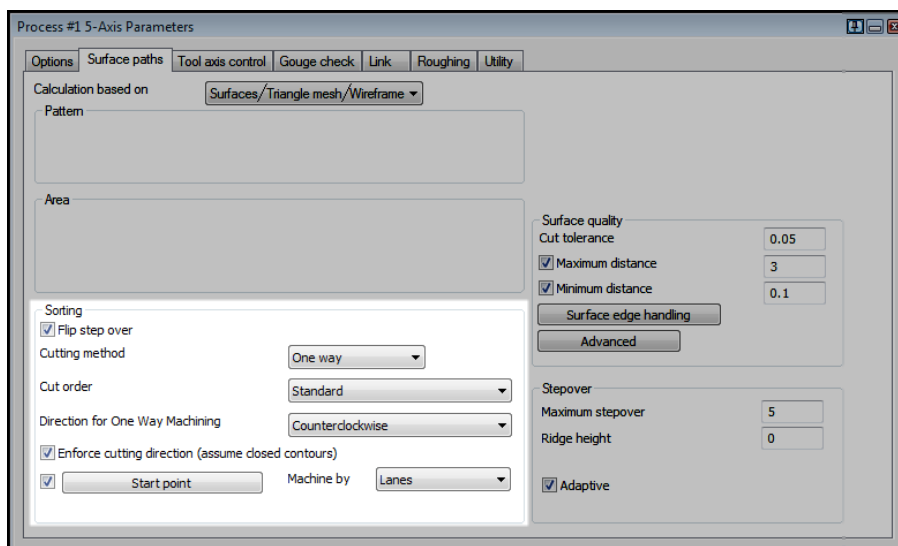 Process #1 5-Axis Parameters
Options Surface paths Tool axis control Gouge check Link Roughing Utility
Calculation based on Surfaces/Triangle mesh/Wireframe
Pattern
Area
Sorting
Flip step over
Cutting method One way
Cut order Standard
Direction for One Way Machining Counterclockwise
Enforce cutting direction (assume closed contours)
Start point Machine by Lanes
Surface quality
Cut tolerance 0.05
Maximum distance 3
Minimum distance 0.1
Surface edge handling
Advanced
Stepover
Maximum stepover 5
Ridge height 0
Adaptive